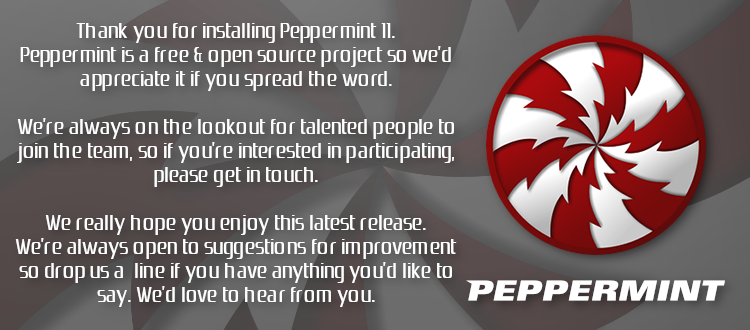 Thank you for installing Peppermint 11.
Peppermint is a free & open source project so we'd
appreciate it if you spread the word.
We're always on the lookout for talented people to
join the team, so if you're interested in participating,
please get in touch.
We really hope you enjoy this latest release.
We're always open to suggestions for improvement
so drop us a line if you have anything you'd like to
say. We'd love to hear from you.
PEPPERMINT